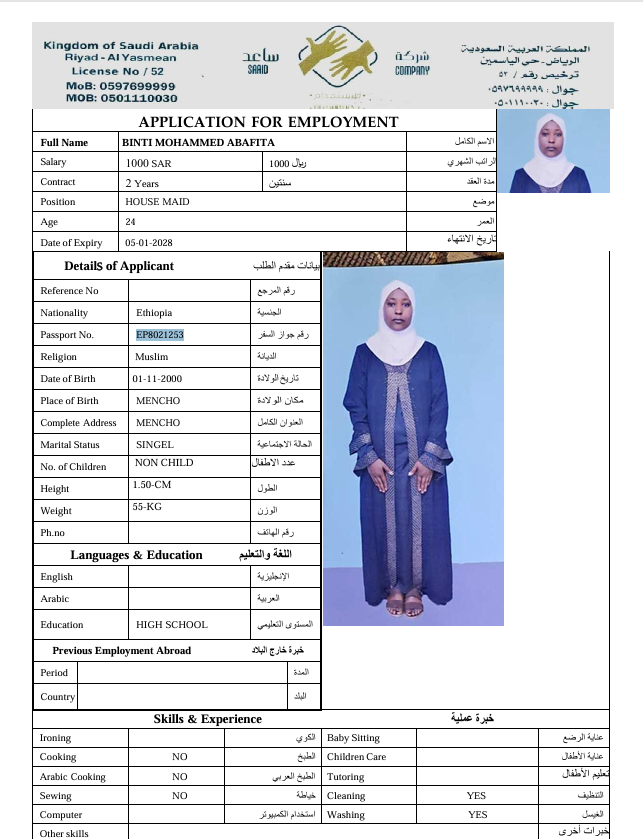 Kingdom of Saudi Arabia
Riyad - Al Yasmean
License No / 52
MoB: 0597699999
MOB: 0501110030
ساعد
SAAID
شركة
COMPANY
المملكة العربية السعودية
الرياض - حي الياسمين
ترخيص رقم / ٥٢
جوال : ٠٥٩٧٦٩٩٩٩٩
جوال : ٠٥٠١١١٠٠٣٠
APPLICATION FOR EMPLOYMENT
Full Name BINTI MOHAMMED ABAFITA الاسم الكامل
Salary 1000 SAR 1000 ريال الراتب الشهري
Contract 2 Years سنتين مدة العقد
Position HOUSE MAID موضع
Age 24 العمر
Date of Expiry 05-01-2028 تاريخ الانتهاء
Details of Applicant بيانات مقدم الطلب
Reference No رقم المرجع
Nationality Ethiopia الجنسية
Passport No. EP8021253 رقم جواز السفر
Religion Muslim الديانة
Date of Birth 01-11-2000 تاريخ الولادة
Place of Birth MENCHO مكان الولادة
Complete Address MENCHO العنوان الكامل
Marital Status SINGEL الحالة الاجتماعية
No. of Children NON CHILD عدد الاطفال
Height 1.50-CM الطول
Weight 55-KG الوزن
Ph.no رقم الهاتف
Languages & Education اللغة والتعليم
English الإنجليزية
Arabic العربية
Education HIGH SCHOOL المستوى التعليمي
Previous Employment Abroad خبرة خارج البلاد
Period المدة
Country البلد
Skills & Experience خبرة عملية
Ironing الكوي Baby Sitting عناية الرضع
Cooking NO الطبخ Children Care عناية الأطفال
Arabic Cooking NO الطبخ العربي Tutoring تعليم الأطفال
Sewing NO خياطة Cleaning YES التنظيف
Computer استخدام الكمبيوتر Washing YES الغيسل
Other skills خبرات أخرى